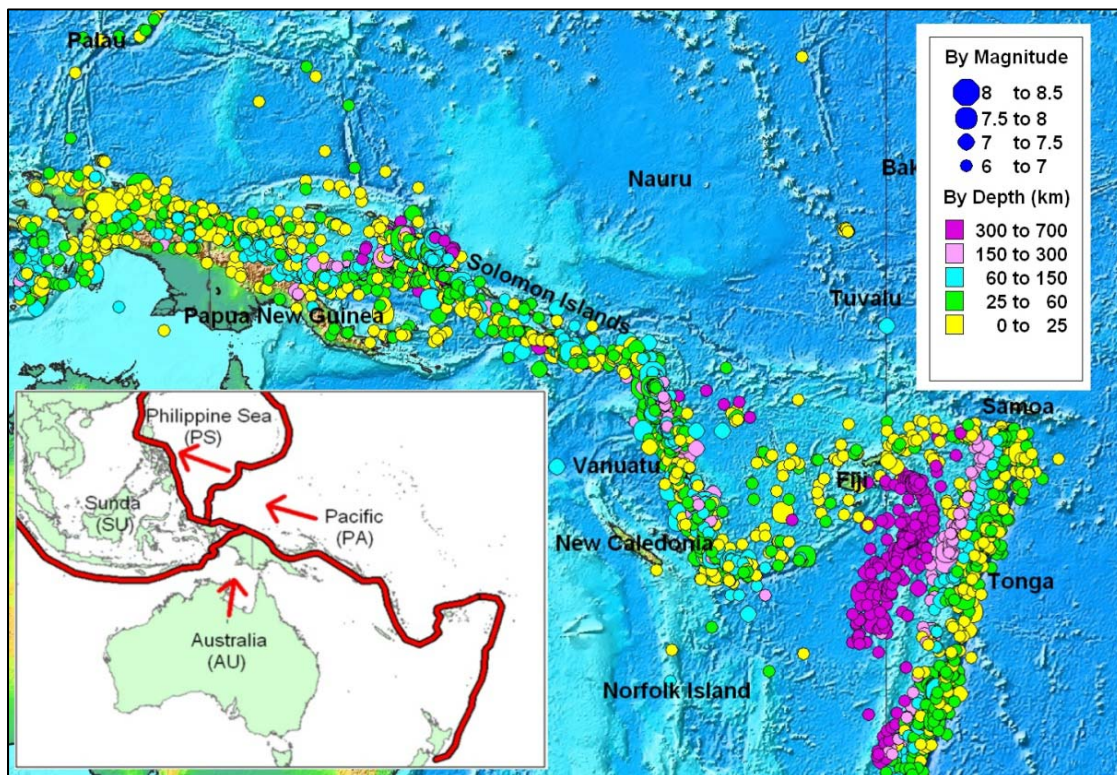 Palau
Nauru
Bak
Solomon Islands
Tuvalu
Papua New Guinea
Samoa
Vanuatu
Fiji
New Caledonia
Tonga
Norfolk Island
By Magnitude
8 to 8.5
7.5 to 8
7 to 7.5
6 to 7
By Depth (km)
300 to 700
150 to 300
60 to 150
25 to 60
0 to 25
Philippine Sea
(PS)
Sunda
(SU)
Pacific
(PA)
Australia
(AU)